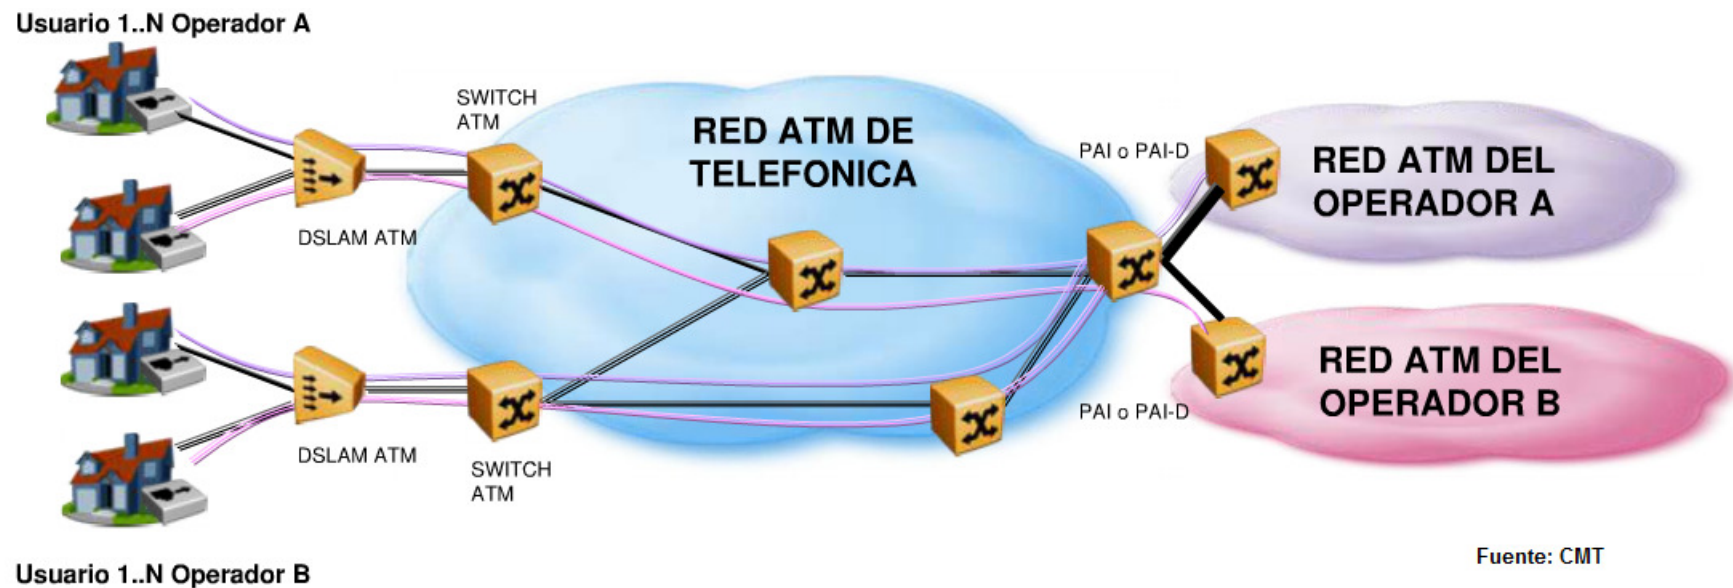 Usuario 1..N Operador A
SWITCH
ATM
RED ATM DE
TELEFONICA
PAI o PAI-D
RED ATM DEL
OPERADOR A
DSLAM ATM
RED ATM DEL
OPERADOR B
PAI o PAI-D
DSLAM ATM
SWITCH
ATM
Fuente: CMT
Usuario 1..N Operador B